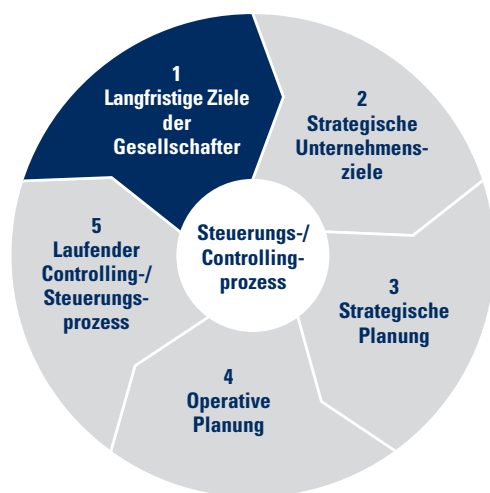 1
Langfristige Ziele
der
Gesellschafter
2
Strategische
Unternehmens-
ziele
3
Strategische
Planung
4
Operative
Planung
5
Laufender
Controlling-/
Steuerungs-
prozess
Steuerungs-/
Controlling-
prozess